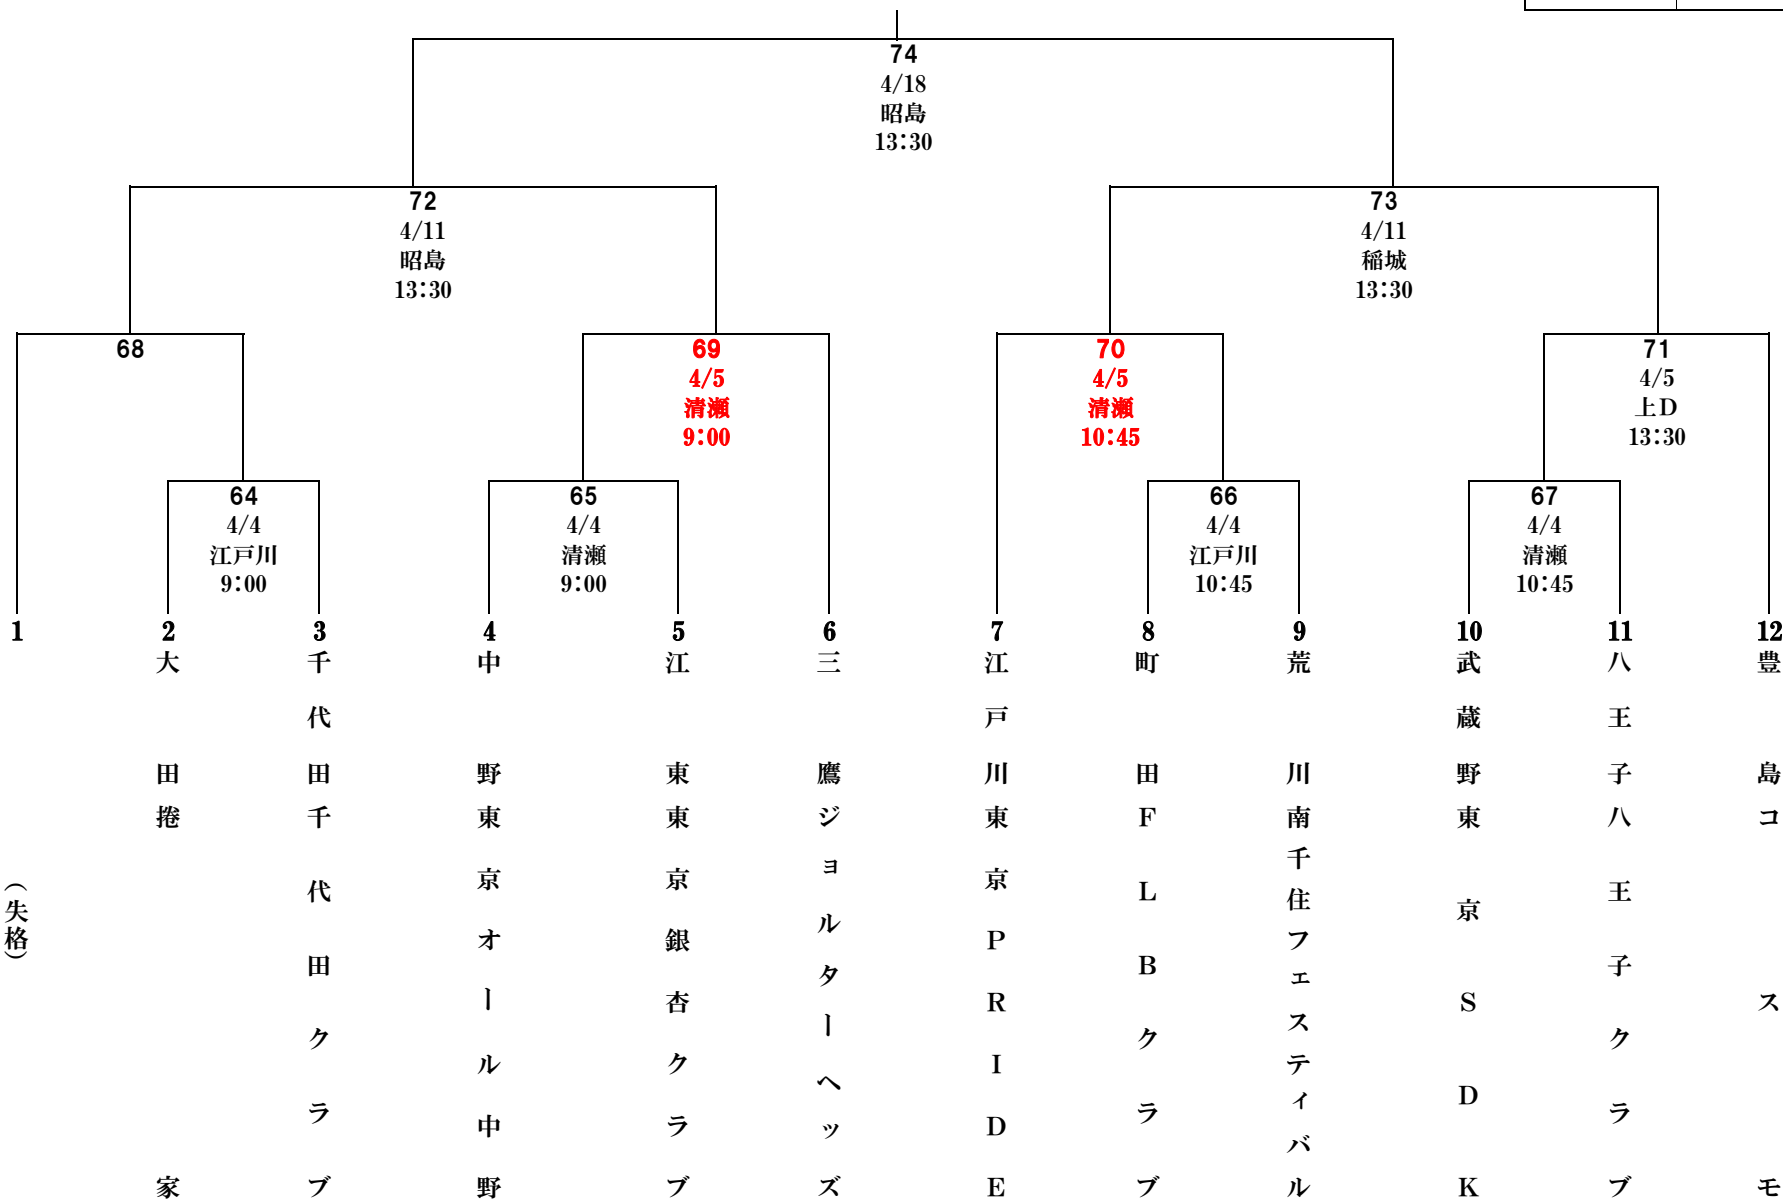 74
4/18
昭島
13:30
72
4/11
昭島
13:30
73
4/11
稲城
13:30
68
69
4/5
清瀬
9:00
70
4/5
清瀬
10:45
71
4/5
上D
13:30
64
4/4
江戸川
9:00
65
4/4
清瀬
9:00
66
4/4
江戸川
10:45
67
4/4
清瀬
10:45
1
(失格)
2
大田
捲家
3
千代田
千代田クラブ
4
中野
東京オール中野
5
江東
東京銀杏クラブ
6
三鷹
ジョルターヘッズ
7
江戸川
東京PRIDE
8
町田
FLBクラブ
9
荒川
南千住フェスティバル
10
武蔵野
東京SDK
11
八王子
八王子クラブ
12
豊島
コスモ